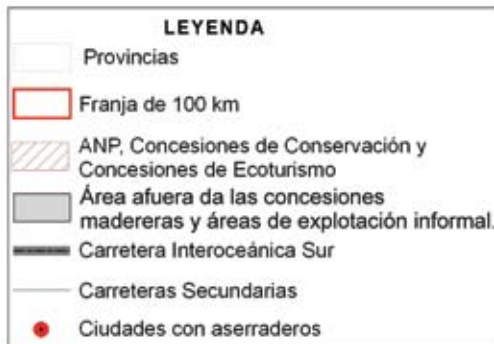 LEYENDA
Provincias
Franja de 100 km
ANP, Concesiones de Conservación y
Concesiones de Ecoturismo
Área afuera da las concesiones
madereras y áreas de explotación informal.
Carretera Interoceánica Sur
Carreteras Secundarias
Ciudades con aserraderos